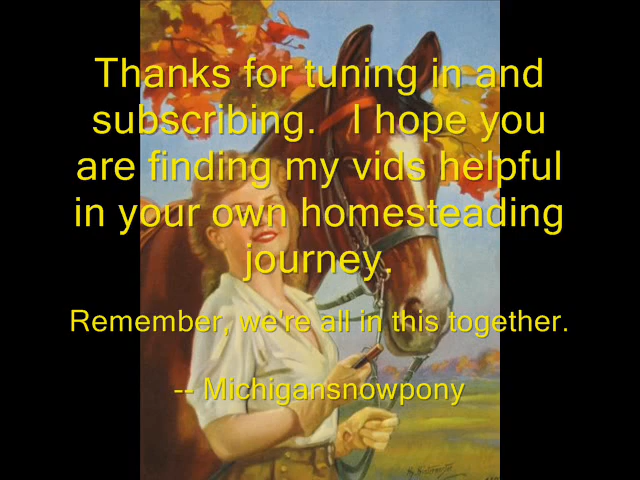 Thanks for tuning in and
subscribing.   I hope you
are finding my vids helpful
in your own homesteading
journey.
Remember, we're all in this together.
-- Michigansnowpony